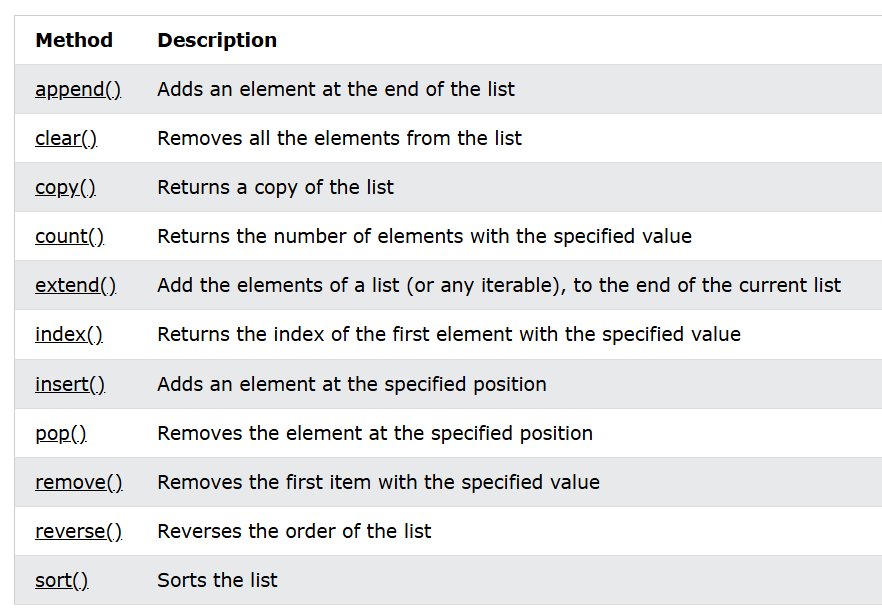 Method Description
append() Adds an element at the end of the list
clear() Removes all the elements from the list
copy() Returns a copy of the list
count() Returns the number of elements with the specified value
extend() Add the elements of a list (or any iterable), to the end of the current list
index() Returns the index of the first element with the specified value
insert() Adds an element at the specified position
pop() Removes the element at the specified position
remove() Removes the first item with the specified value
reverse() Reverses the order of the list
sort() Sorts the list